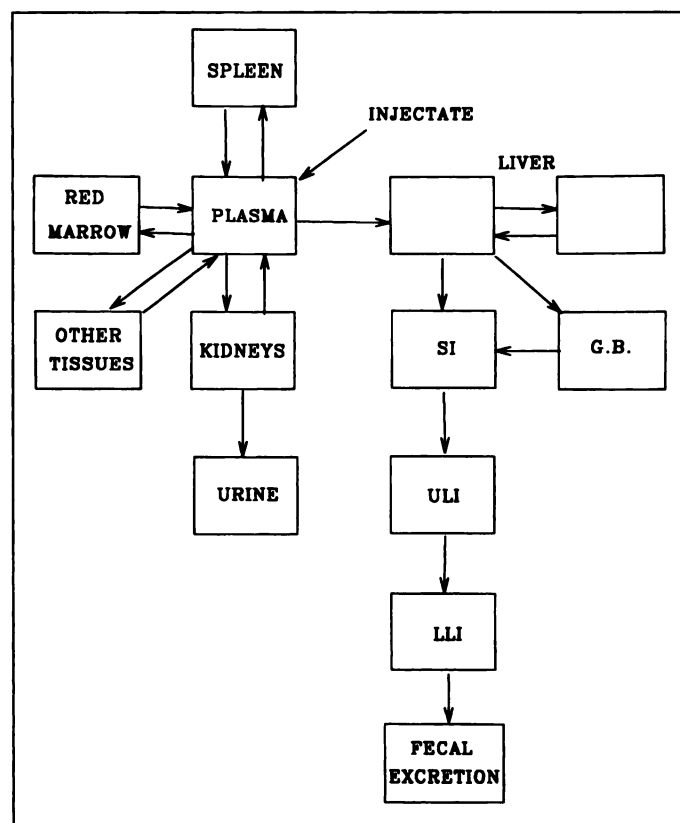 SPLEEN
INJECTATE
LIVER
RED
MARROW
PLASMA
OTHER
TISSUES
KIDNEYS
SI
G.B.
URINE
ULI
LLI
FECAL
EXCRETION